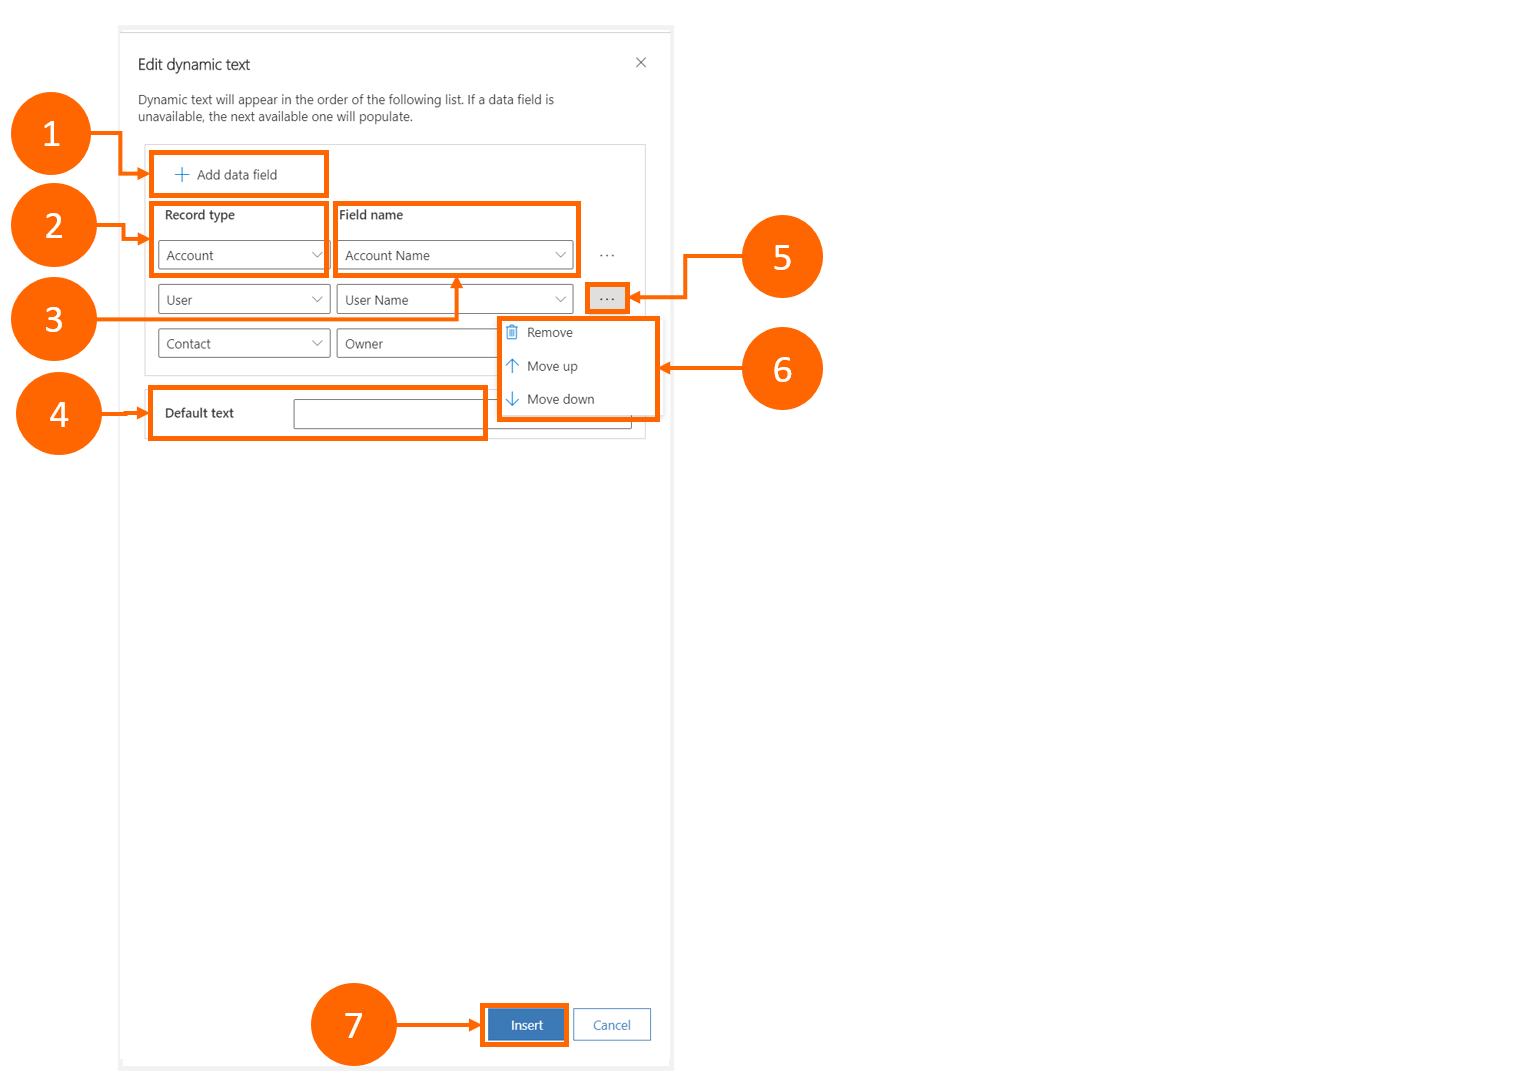 Edit dynamic text
Dynamic text will appear in the order of the following list. If a data field is
unavailable, the next available one will populate.
1
Add data field
2
Record type Field name
Account Account Name ...
5
3
User User Name ...
Contact Owner
Remove
6
Move up
Move down
4
Default text
7
Insert Cancel